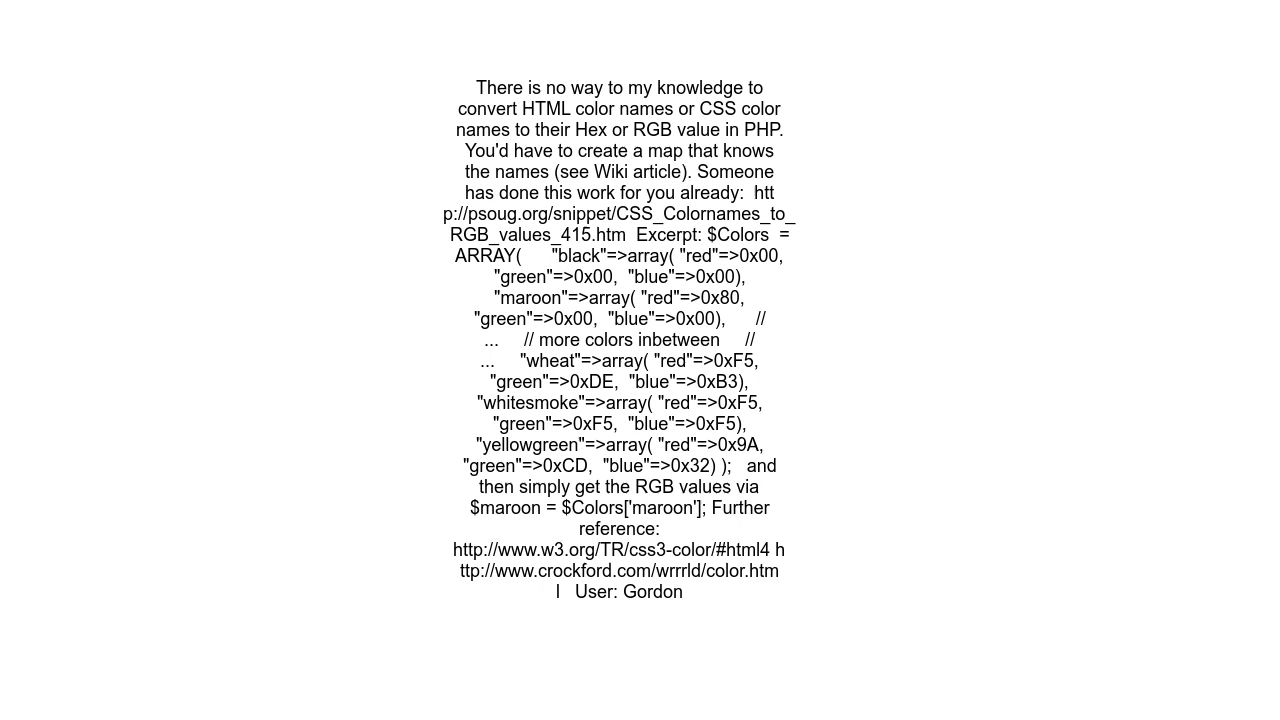 There is no way to my knowledge to
convert HTML color names or CSS color
names to their Hex or RGB value in PHP.
You'd have to create a map that knows
the names (see Wiki article). Someone
has done this work for you already:  htt
p://psoug.org/snippet/CSS_Colornames_to_
RGB_values_415.htm  Excerpt: $Colors  =
ARRAY(      "black"=>array( "red"=>0x00,
"green"=>0x00,  "blue"=>0x00),
"maroon"=>array( "red"=>0x80,
"green"=>0x00,  "blue"=>0x00),      //
...     // more colors inbetween     //
...     "wheat"=>array( "red"=>0xF5,
"green"=>0xDE,  "blue"=>0xB3),
"whitesmoke"=>array( "red"=>0xF5,
"green"=>0xF5,  "blue"=>0xF5),
"yellowgreen"=>array( "red"=>0x9A,
"green"=>0xCD,  "blue"=>0x32) );   and
then simply get the RGB values via
$maroon = $Colors['maroon']; Further
reference:
http://www.w3.org/TR/css3-color/#html4 h
ttp://www.crockford.com/wrrrld/color.htm
l   User: Gordon